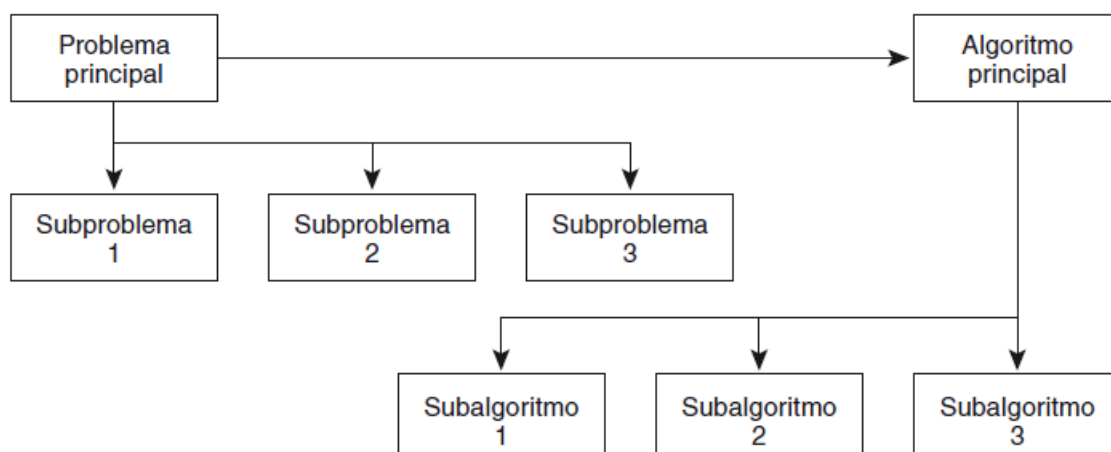 Problema
principal
Algoritmo
principal
Subproblema
1
Subproblema
2
Subproblema
3
Subalgoritmo
1
Subalgoritmo
2
Subalgoritmo
3